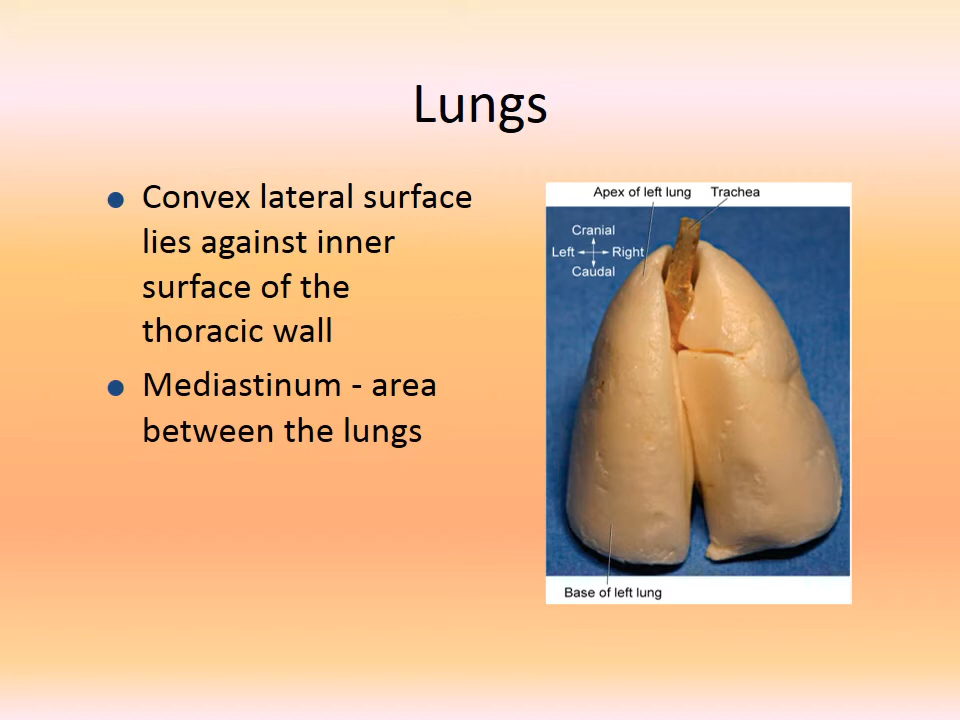 Lungs
● Convex lateral surface
lies against inner
surface of the
thoracic wall
● Mediastinum - area
between the lungs
Apex of left lung Trachea
Cranial
Left Right
Caudal
Base of left lung